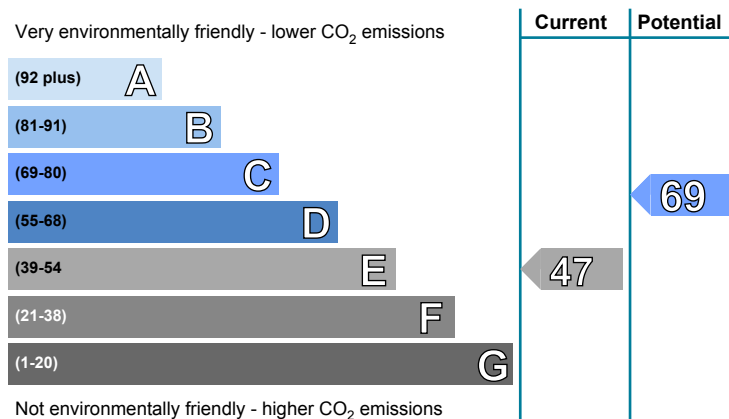 Current Potential
Very environmentally friendly - lower CO₂ emissions
(92 plus) A
(81-91) B
(69-80) C
69
(55-68) D
(39-54 E
47
(21-38) F
(1-20) G
Not environmentally friendly - higher CO₂ emissions